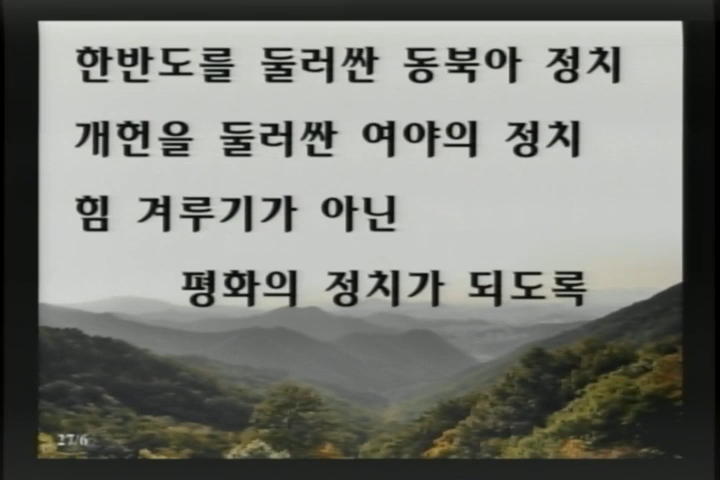 한반도를 둘러싼 동북아 정치
개헌을 둘러싼 여야의 정치
힘 겨루기가 아닌
평화의 정치가 되도록
27/6